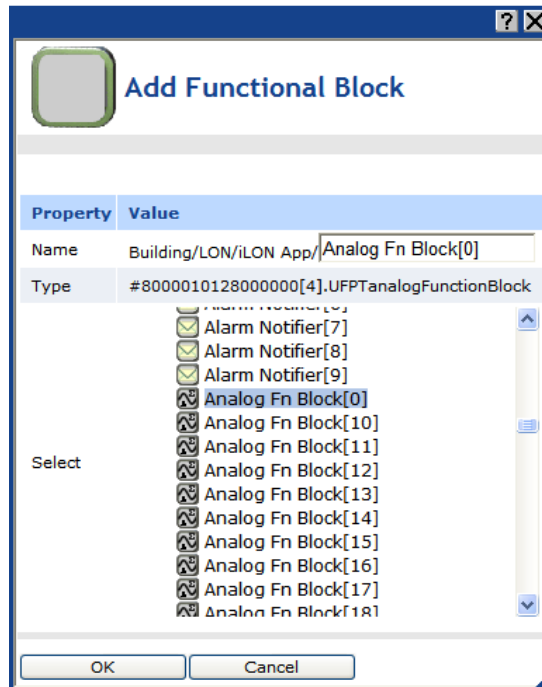 ?
Add Functional Block
Property Value
Name Building/LON/iLON App/ Analog Fn Block[0]
Type #8000010128000000[4].UFPTanalogFunctionBlock
Alarm Notifier[6]
Alarm Notifier[7]
Alarm Notifier[8]
Alarm Notifier[9]
Analog Fn Block[0]
Analog Fn Block[10]
Analog Fn Block[11]
Select
Analog Fn Block[12]
Analog Fn Block[13]
Analog Fn Block[14]
Analog Fn Block[15]
Analog Fn Block[16]
Analog Fn Block[17]
Analog Fn Block[18]
OK Cancel